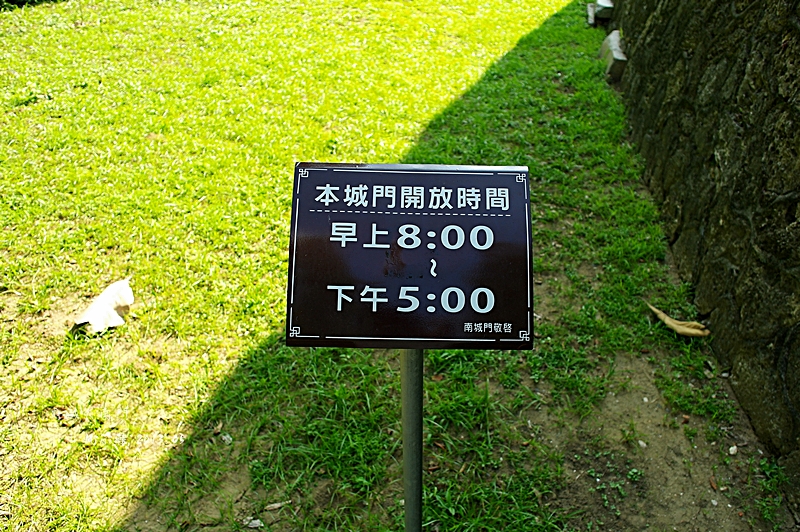 本城門開放時間
早上8:00
~
下午5:00
南城門敬啓